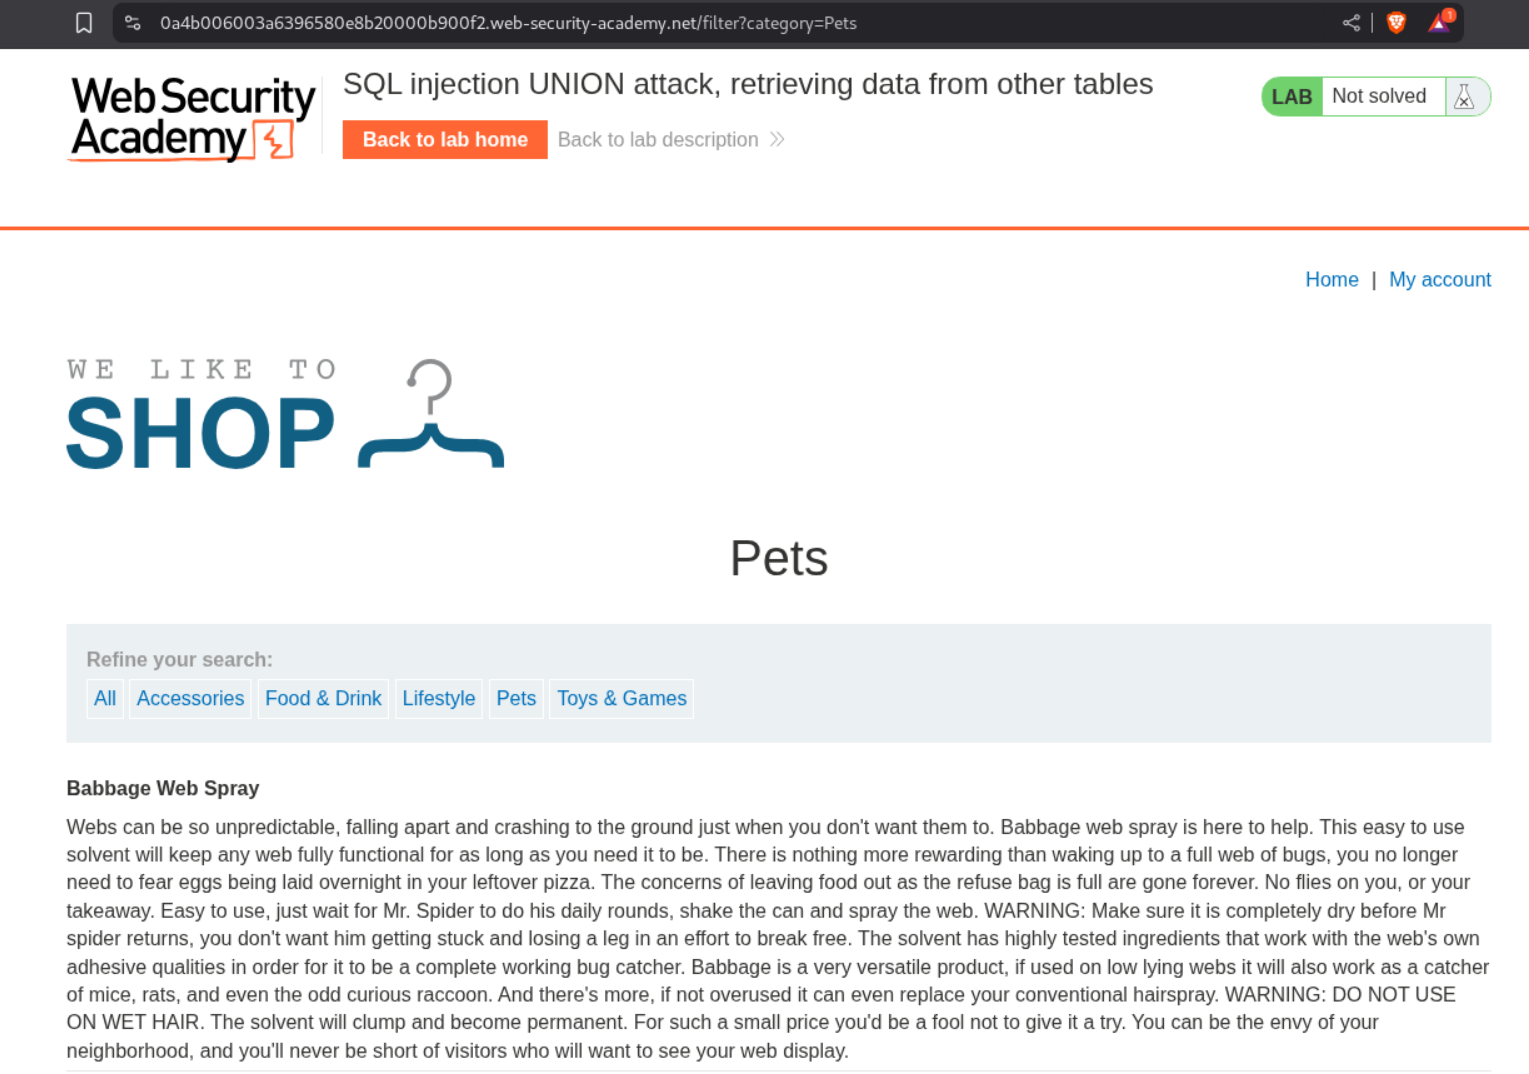 0a4b006003a6396580e8b20000b900f2.web-security-academy.net/filter?category=Pets
1
WebSecurity
Academy
SQL injection UNION attack, retrieving data from other tables
Back to lab home
Back to lab description
LAB
Not solved
Home | My account
WE LIKE TO
SHOP
Pets
Refine your search:
All Accessories Food & Drink Lifestyle Pets Toys & Games
Babbage Web Spray
Webs can be so unpredictable, falling apart and crashing to the ground just when you don't want them to. Babbage web spray is here to help. This easy to use
solvent will keep any web fully functional for as long as you need it to be. There is nothing more rewarding than waking up to a full web of bugs, you no longer
need to fear eggs being laid overnight in your leftover pizza. The concerns of leaving food out as the refuse bag is full are gone forever. No flies on you, or your
takeaway. Easy to use, just wait for Mr. Spider to do his daily rounds, shake the can and spray the web. WARNING: Make sure it is completely dry before Mr
spider returns, you don't want him getting stuck and losing a leg in an effort to break free. The solvent has highly tested ingredients that work with the web's own
adhesive qualities in order for it to be a complete working bug catcher. Babbage is a very versatile product, if used on low lying webs it will also work as a catcher
of mice, rats, and even the odd curious raccoon. And there's more, if not overused it can even replace your conventional hairspray. WARNING: DO NOT USE
ON WET HAIR. The solvent will clump and become permanent. For such a small price you'd be a fool not to give it a try. You can be the envy of your
neighborhood, and you'll never be short of visitors who will want to see your web display.